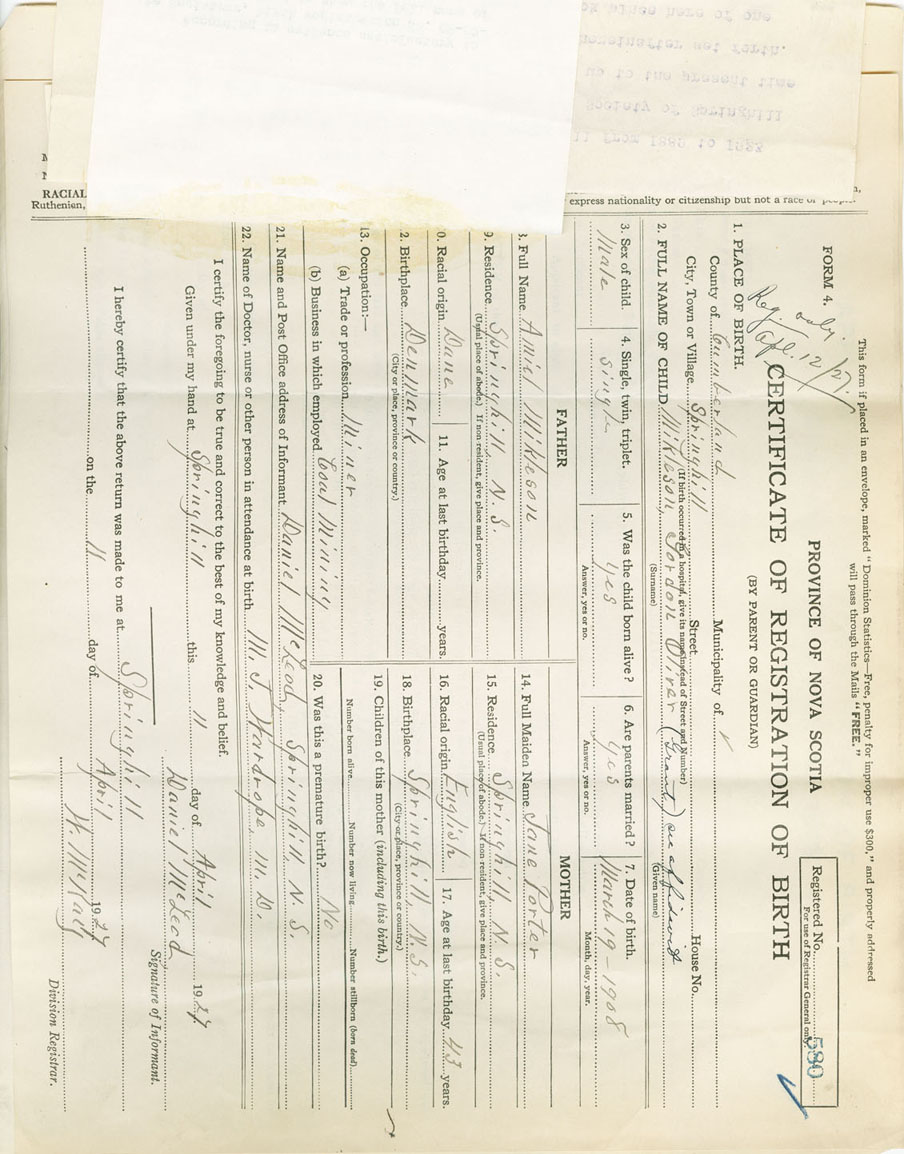 This form if placed in an envelope, marked "Dominion Statistics—Free, penalty for improper use $300," and property addressed
will pass through the Mails "FREE."
FORM 4.
PROVINCE OF NOVA SCOTIA
Registered No. 580
For use of Registrar General only.
only
Apl. 12/27
CERTIFICATE OF REGISTRATION OF BIRTH
(BY PARENT OR GUARDIAN)
1. PLACE OF BIRTH.
County of Cumberland Municipality of
City, Town or Village Springhill Street House No.
(If birth occurred in a hospital, give its name instead of Street and Number)
2. FULL NAME OF CHILD Mikleson Gordon Oliver (Grant) see affidavit
(Surname) (Given name)
3. Sex of child. 4. Single, twin, triplet. 5. Was the child born alive? 6. Are parents married? 7. Date of birth.
Male Single Yes Yes March 19 1908
Answer, yes or no. Answer, yes or no. Month, day, year.
FATHER
8. Full Name Amiel Mikleson
9. Residence Springhill N. S.
(Usual place of abode.) If non resident, give place and province.
0. Racial origin Dane 11. Age at last birthday years.
2. Birthplace Denmark
(City or place, province or country.)
13. Occupation:—
(a) Trade or profession Miner
(b) Business in which employed Coal Mining
MOTHER
14. Full Maiden Name Jane Porter
15. Residence Springhill, N. S.
(Usual place of abode.) If non resident, give place and province.
16. Racial origin English 17. Age at last birthday 43 years.
18. Birthplace Springhill, N. S.
(City or place, province or country.)
19. Children of this mother (including this birth.)
Number born alive Number now living Number stillborn (born dead)
20. Was this a premature birth? No
21. Name and Post Office address of Informant Daniel McLeod, Springhill, N. S.
22. Name of Doctor, nurse or other person in attendance at birth M. J. Wardrope M. D.
I certify the foregoing to be true and correct to the best of my knowledge and belief.
Given under my hand at Springhill this 11 day of April 1927
Daniel McLeod
Signature of Informant.
I hereby certify that the above return was made to me at Springhill
on the 11 day of April 1927
W. McNally
Division Registrar.
RACIAL
Ruthenian, express nationality or citizenship but not a race or people.